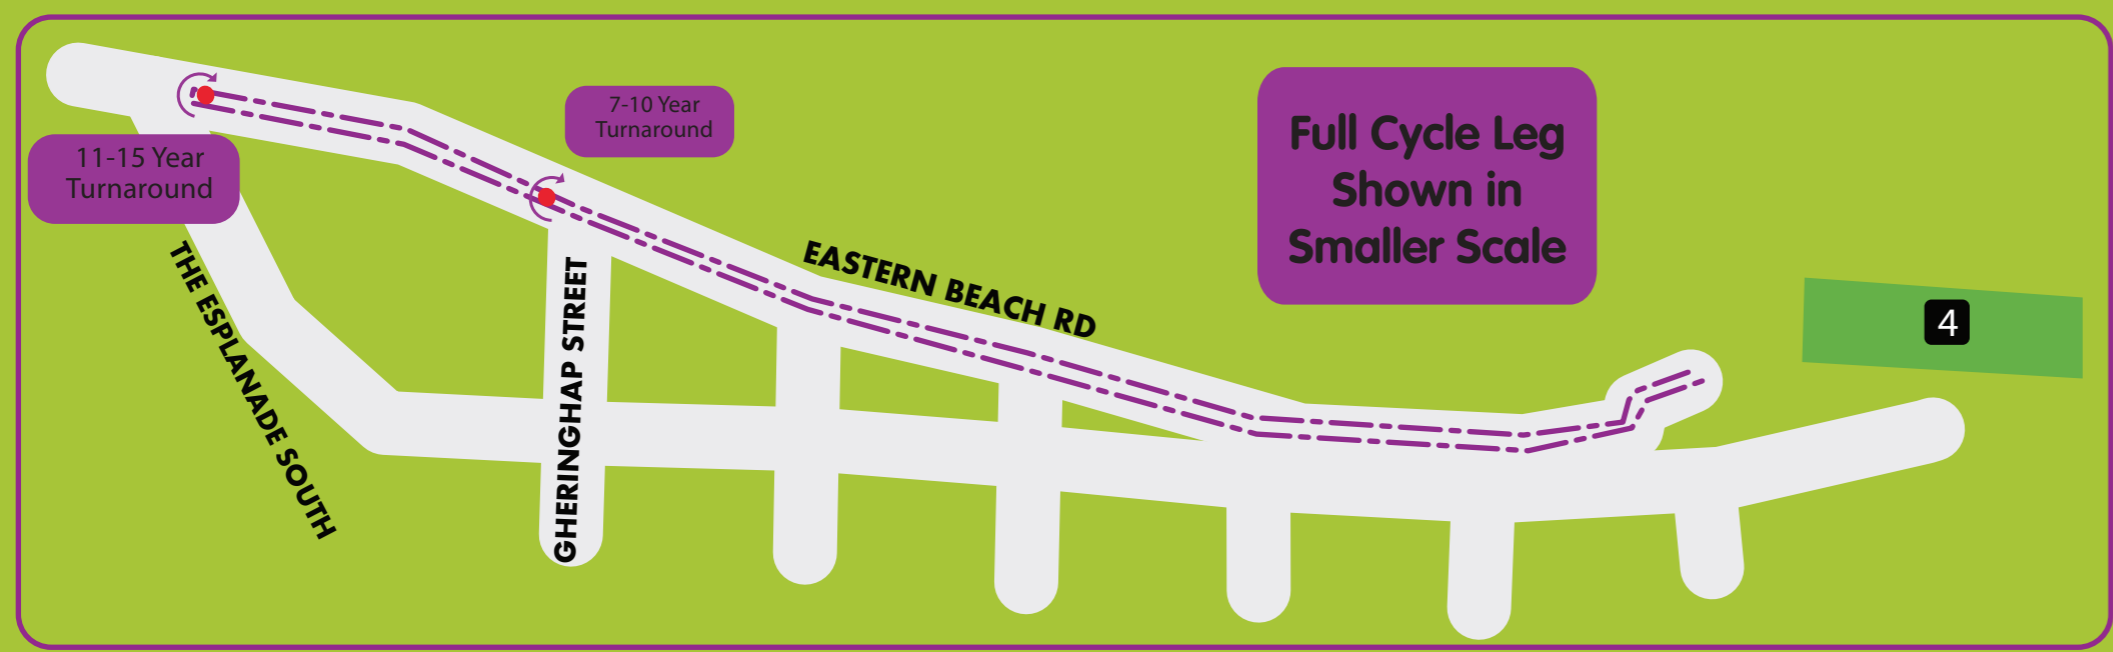 7-10 Year
Turnaround
11-15 Year
Turnaround
Full Cycle Leg
Shown in
Smaller Scale
EASTERN BEACH RD
THE ESPLANADE SOUTH
GHERINGHAP STREET
4